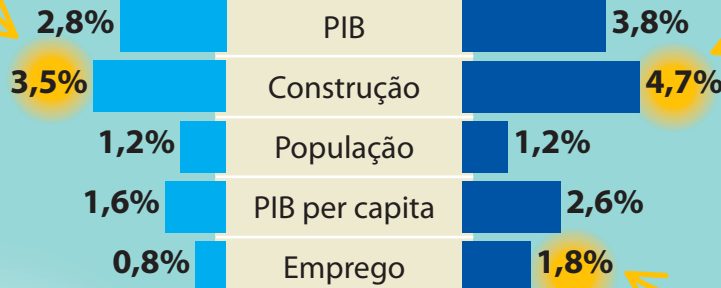 2,8% PIB 3,8%
3,5% Construção 4,7%
1,2% População 1,2%
1,6% PIB per capita 2,6%
0,8% Emprego 1,8%